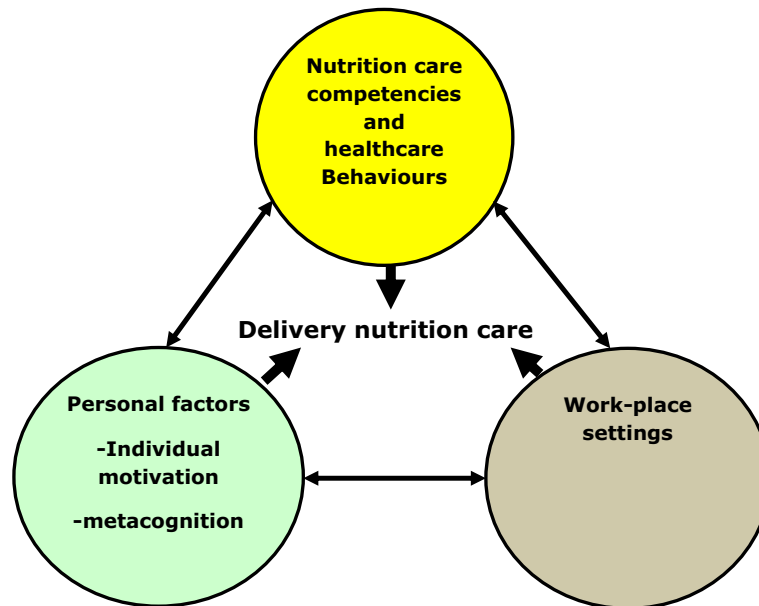 Nutrition care
competencies
and
healthcare
Behaviours
Delivery nutrition care
Personal factors
-Individual
motivation
-metacognition
Work-place
settings